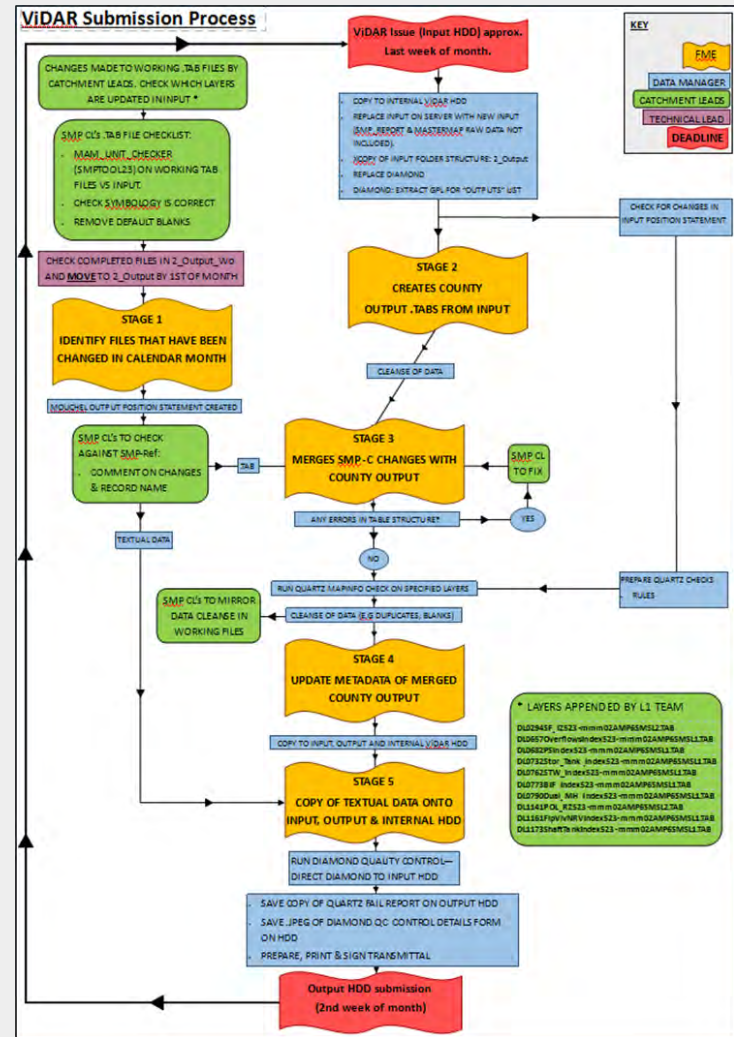 ViDAR Submission Process
ViDAR Issue (Input HDD) approx.
Last week of month.
KEY
FME
DATA MANAGER
CATCHMENT LEADS
TECHNICAL LEAD
DEADLINE
CHANGES MADE TO WORKING .TAB FILES BY
CATCHMENT LEADS. CHECK WHICH LAYERS
ARE UPDATED IN INPUT *
SMP CL's .TAB FILE CHECKLIST:
MAM_UNIT_CHECKER
(SMPTOOL23) ON WORKING TAB
FILES VS INPUT.
CHECK SYMBOLOGY IS CORRECT
REMOVE DEFAULT BLANKS
CHECK COMPLETED FILES IN 2_Output_Wo
AND MOVE TO 2_Output BY 1ST OF MONTH
STAGE 1
IDENTIFY FILES THAT HAVE BEEN
CHANGED IN CALENDAR MONTH
MOUCHEL OUTPUT POSITION STATEMENT CREATED
SMP CL's TO CHECK
AGAINST SMP-Ref:
COMMENT ON CHANGES
& RECORD NAME
TAB
TEXTUAL DATA
COPY TO INTERNAL ViDAR HDD
REPLACE INPUT ON SERVER WITH NEW INPUT
(SMP_REPORT & MASTERMAP RAW DATA NOT
INCLUDED).
XCOPY OF INPUT FOLDER STRUCTURE: 2_Output
REPLACE DIAMOND
DIAMOND: EXTRACT GPL FOR "OUTPUTS" LIST
CHECK FOR CHANGES IN
INPUT POSITION STATEMENT
STAGE 2
CREATES COUNTY
OUTPUT .TABS FROM INPUT
CLEANSE OF DATA
STAGE 3
MERGES SMP-C CHANGES WITH
COUNTY OUTPUT
SMP CL
TO FIX
ANY ERRORS IN TABLE STRUCTURE?
YES
NO
RUN QUARTZ MAPINFO CHECK ON SPECIFIED LAYERS
PREPARE QUARTZ CHECKS
RULES
SMP CL's TO MIRROR
DATA CLEANSE IN
WORKING FILES
CLEANSE OF DATA (E.G DUPLICATES, BLANKS)
STAGE 4
UPDATE METADATA OF MERGED
COUNTY OUTPUT
COPY TO INPUT, OUTPUT AND INTERNAL ViDAR HDD
* LAYERS APPENDED BY L1 TEAM
STAGE 5
COPY OF TEXTUAL DATA ONTO
INPUT, OUTPUT & INTERNAL HDD
RUN DIAMOND QUALITY CONTROL—
DIRECT DIAMOND TO INPUT HDD
SAVE COPY OF QUARTZ FAIL REPORT ON OUTPUT HDD
SAVE .JPEG OF DIAMOND QC CONTROL DETAILS FORM
ON HDD
PREPARE, PRINT & SIGN TRANSMITTAL
Output HDD submission
(2nd week of month)